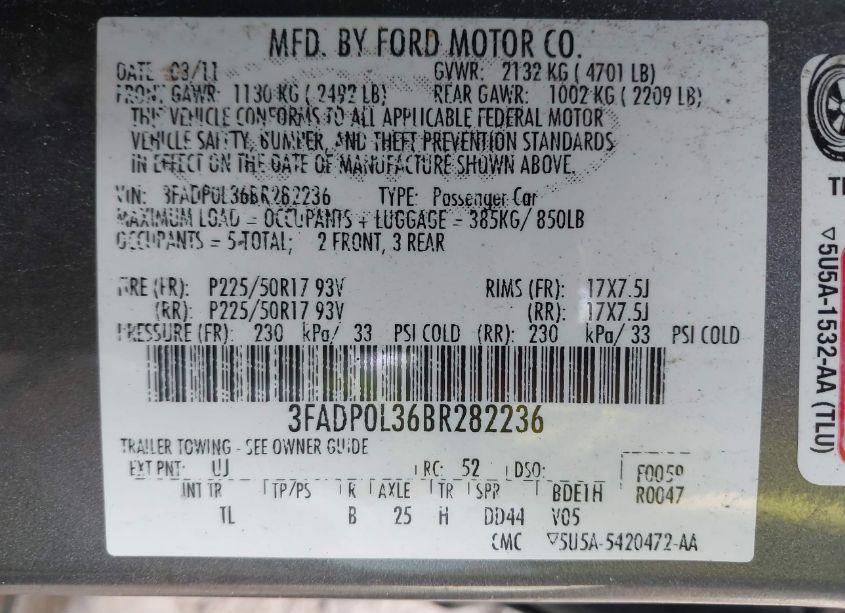 MFD. BY FORD MOTOR CO.
DATE 03/11 GVWR: 2132 KG ( 4701 LB)
FRONT GAWR: 1130 KG ( 2492 LB) REAR GAWR: 1002 KG ( 2209 LB)
THIS VEHICLE CONFORMS TO ALL APPLICABLE FEDERAL MOTOR
VEHICLE SAFETY, BUMPER, AND THEFT PREVENTION STANDARDS
IN EFFECT ON THE DATE OF MANUFACTURE SHOWN ABOVE.
VIN: 3FADP0L36BR282236 TYPE: Passenger Car
MAXIMUM LOAD = OCCUPANTS + LUGGAGE = 385KG/ 850LB
OCCUPANTS = 5-TOTAL; 2 FRONT, 3 REAR
TIRE (FR): P225/50R17 93V RIMS (FR): 17X7.5J
(RR): P225/50R17 93V (RR): 17X7.5J
PRESSURE (FR): 230 kPa/ 33 PSI COLD (RR): 230 kPa/ 33 PSI COLD
3FADP0L36BR282236
TRAILER TOWING - SEE OWNER GUIDE
EXT PNT: UJ RC: 52 DSO: F0059
INT TR TP/PS R AXLE TR SPR BDE1H R0047
TL B 25 H DD44 V05
CMC ▽5U5A-5420472-AA
▽5U5A-1532-AA (TLU)